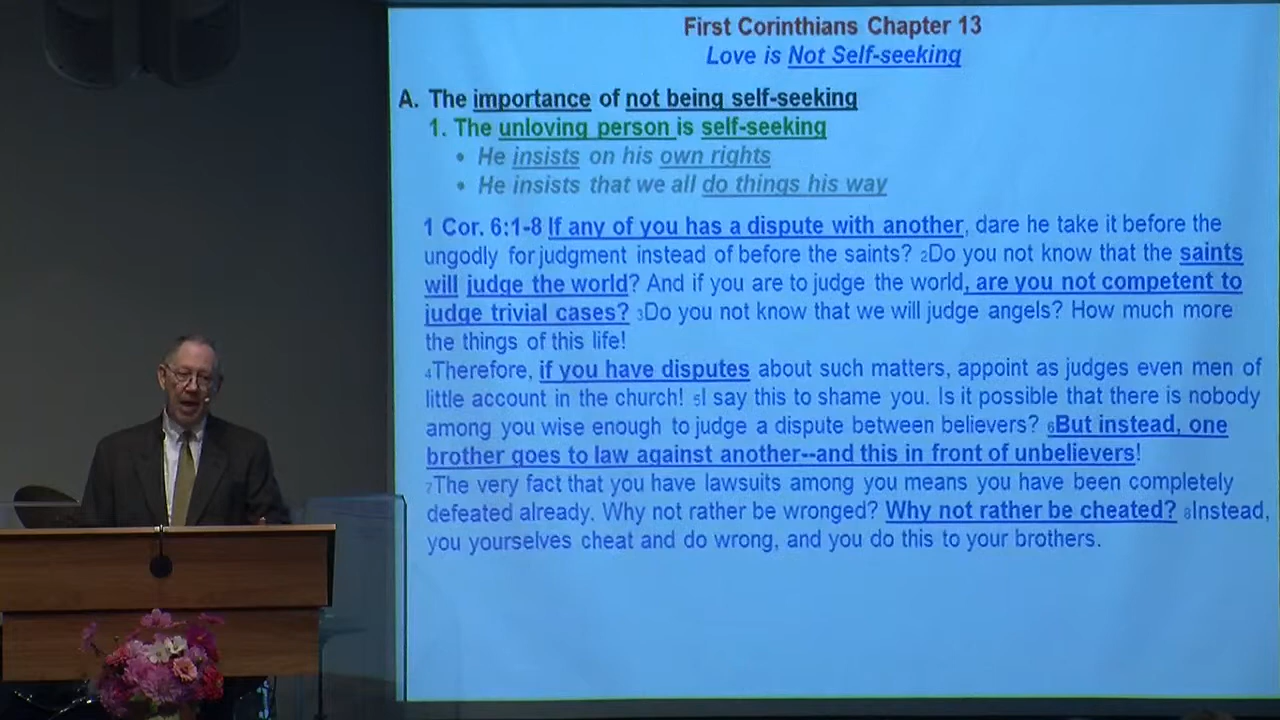 First Corinthians Chapter 13
Love is Not Self-seeking
A. The importance of not being self-seeking
1. The unloving person is self-seeking
• He insists on his own rights
• He insists that we all do things his way
1 Cor. 6:1-8 If any of you has a dispute with another, dare he take it before the
ungodly for judgment instead of before the saints? 2Do you not know that the saints
will judge the world? And if you are to judge the world, are you not competent to
judge trivial cases? 3Do you not know that we will judge angels? How much more
the things of this life!
4Therefore, if you have disputes about such matters, appoint as judges even men of
little account in the church! 5I say this to shame you. Is it possible that there is nobody
among you wise enough to judge a dispute between believers? 6But instead, one
brother goes to law against another--and this in front of unbelievers!
7The very fact that you have lawsuits among you means you have been completely
defeated already. Why not rather be wronged? Why not rather be cheated? 8Instead,
you yourselves cheat and do wrong, and you do this to your brothers.